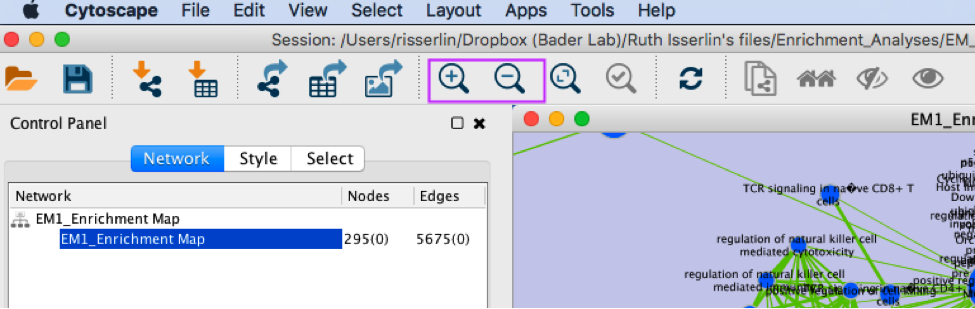 Cytoscape File Edit View Select Layout Apps Tools Help
Session: /Users/risserlin/Dropbox (Bader Lab)/Ruth Isserlin's files/Enrichment_Analyses/EM_
Control Panel
Network Style Select
Network Nodes Edges
EM1_Enrichment Map
EM1_Enrichment Map 295(0) 5675(0)
EM1_Enr
TCR signaling in na�ve CD8+ T
cells
Host
Dow
regulation of natural killer cell
mediated cytotoxicity
regulation of natural killer cell
mediated
positive reg
cells